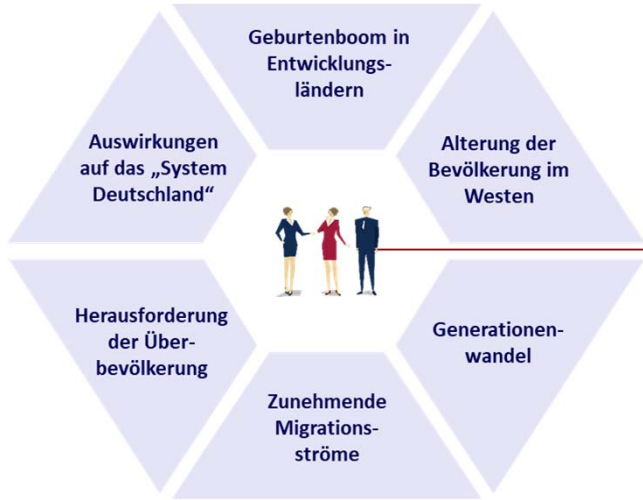 Geburtenboom in
Entwicklungs-
ländern
Alterung der
Bevölkerung im
Westen
Generationen-
wandel
Zunehmende
Migrations-
ströme
Herausforderung
der Über-
bevölkerung
Auswirkungen
auf das „System
Deutschland“